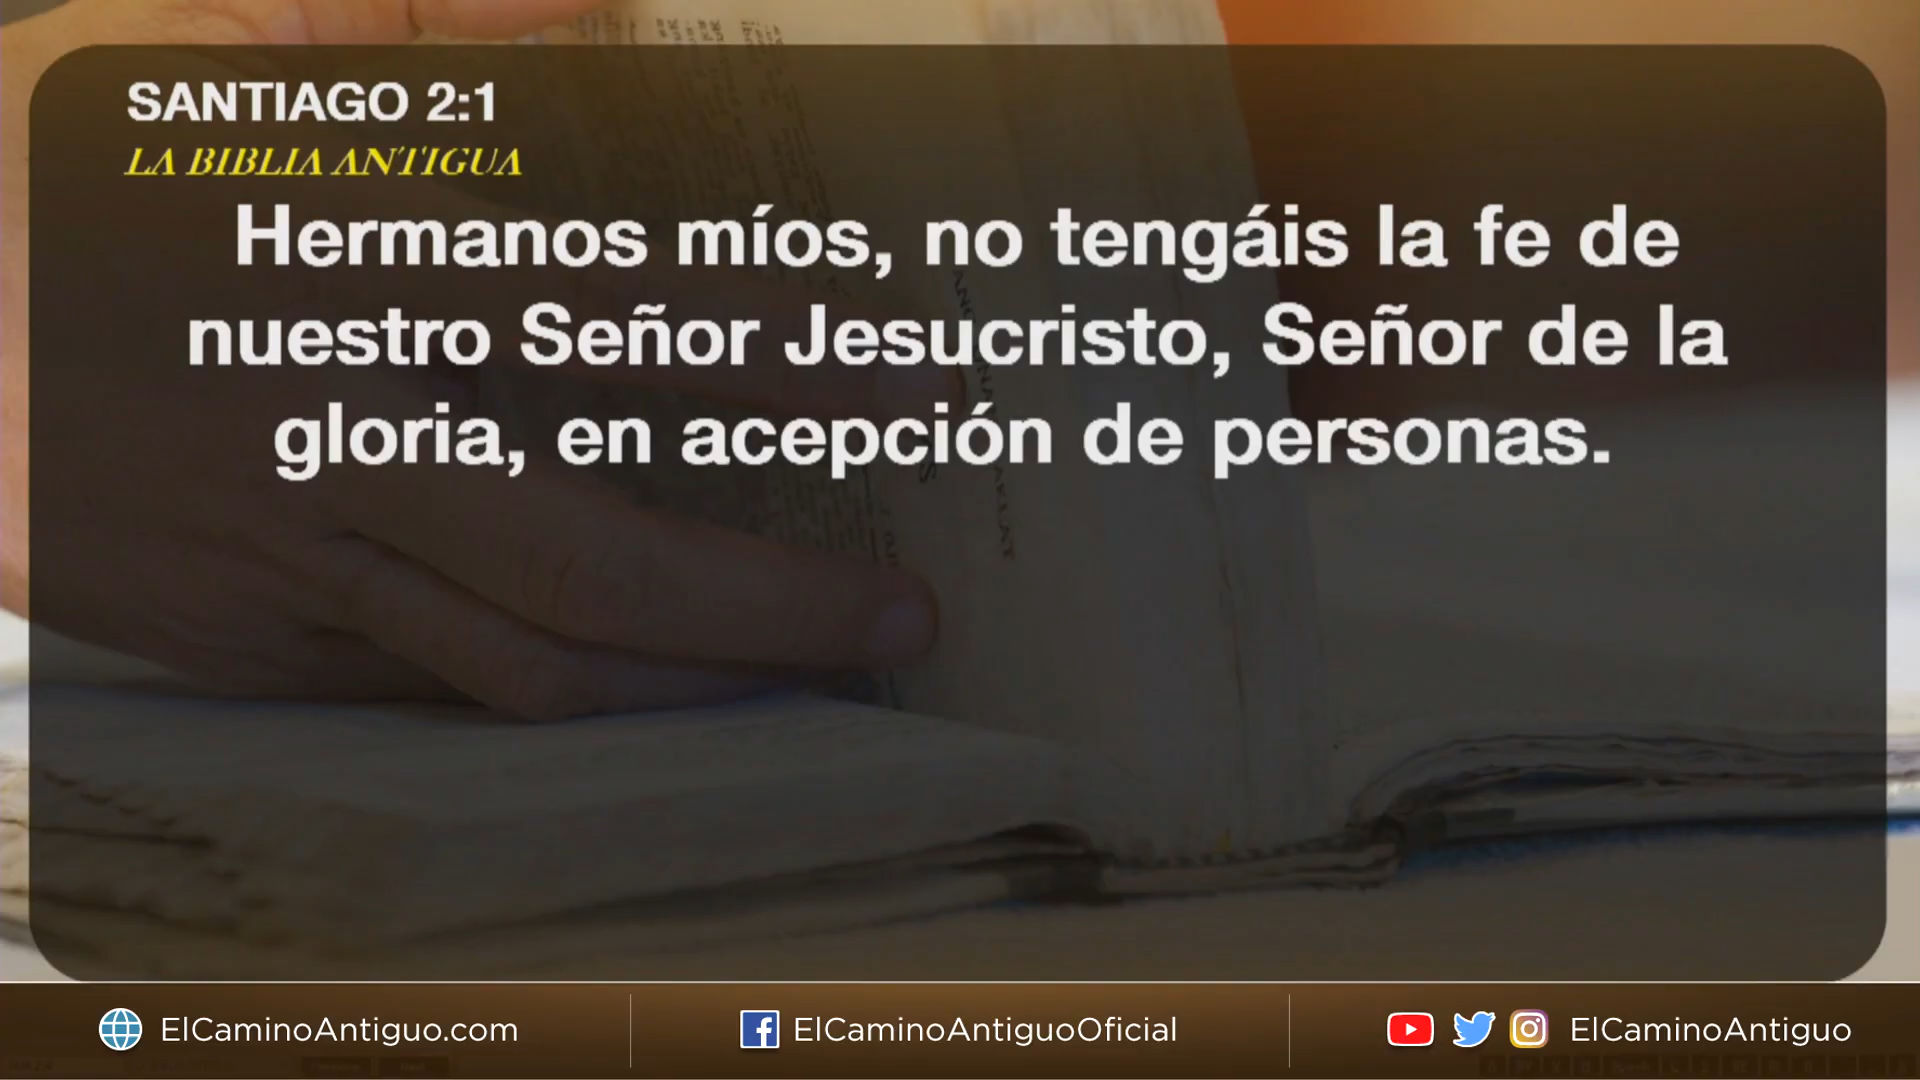 SANTIAGO 2:1
LA BIBLIA ANTIGUA
Hermanos míos, no tengáis la fe de
nuestro Señor Jesucristo, Señor de la
gloria, en acepción de personas.
ElCaminoAntiguo.com
ElCaminoAntiguoOficial
ElCaminoAntiguo